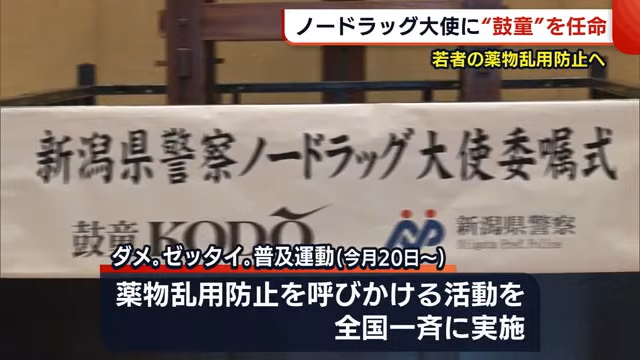 ノードラッグ大使に“鼓童”を任命
若者の薬物乱用防止へ
新潟県警察ノードラッグ大使委嘱式
鼓童 KODŌ
新潟県警察
Niigata Pref. Police
ダメ。ゼッタイ。普及運動(今月20日~)
薬物乱用防止を呼びかける活動を
全国一斉に実施